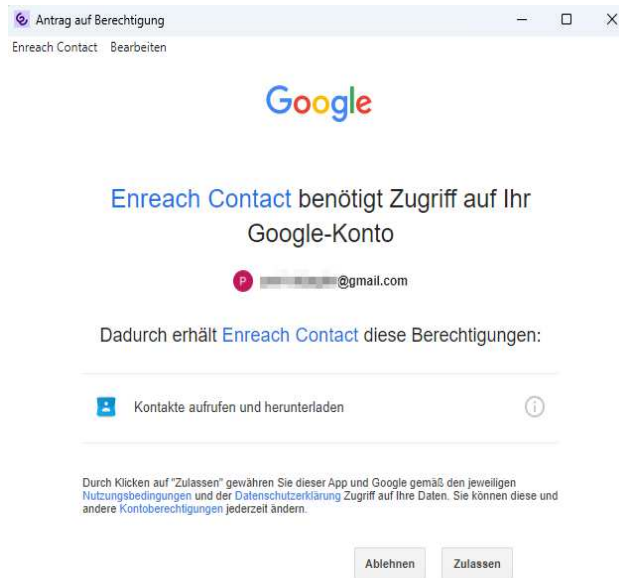 Antrag auf Berechtigung
Enreach Contact Bearbeiten
Google
Enreach Contact benötigt Zugriff auf Ihr
Google-Konto
P @gmail.com
Dadurch erhält Enreach Contact diese Berechtigungen:
Kontakte aufrufen und herunterladen
Durch Klicken auf "Zulassen" gewähren Sie dieser App und Google gemäß den jeweiligen
Nutzungsbedingungen und der Datenschutzerklärung Zugriff auf Ihre Daten. Sie können diese und
andere Kontoberechtigungen jederzeit ändern.
Ablehnen Zulassen